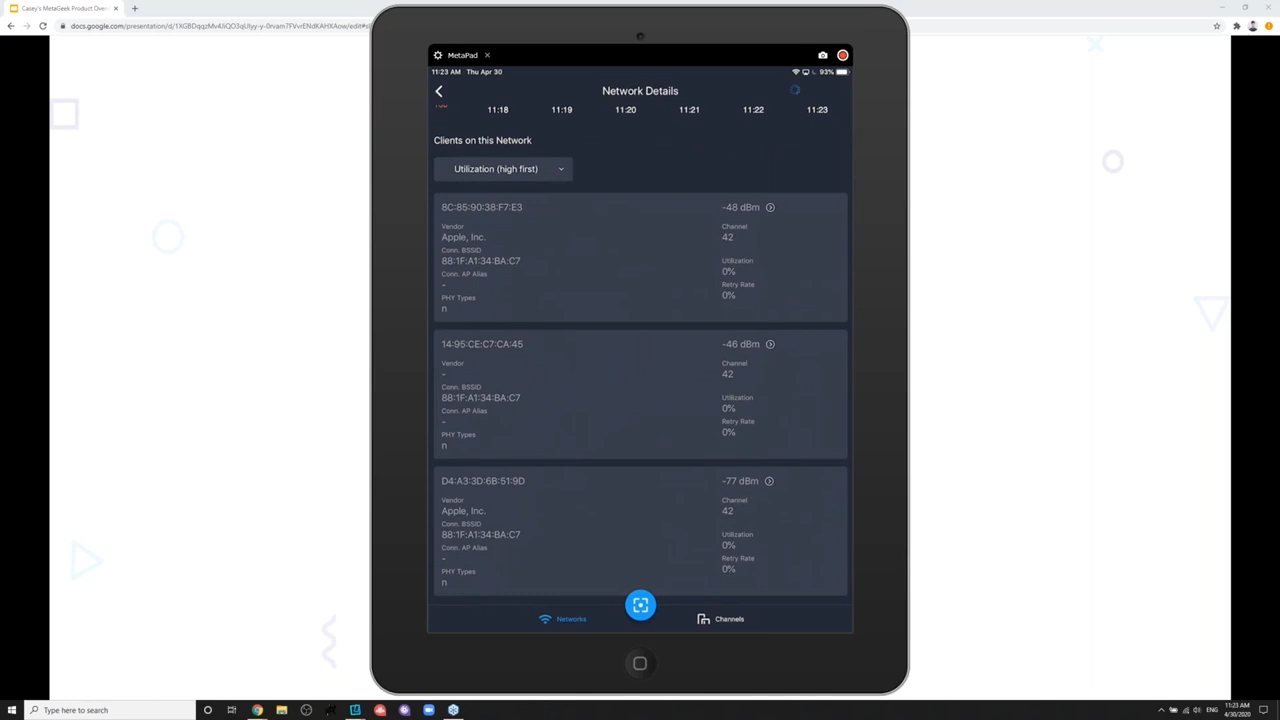 Casey's MetaGeek Product Over
MetaPad
11:23 AM Thu Apr 30
93%
Network Details
11:18 11:19 11:20 11:21 11:22 11:23
Clients on this Network
Utilization (high first)
8C:85:90:38:F7:E3 -48 dBm
Vendor Channel
Apple, Inc. 42
Conn. BSSID
88:1F:A1:34:BA:C7 Utilization
Conn. AP Alias 0%
- Retry Rate
PHY Types 0%
n
14:95:CE:C7:CA:45 -46 dBm
Vendor Channel
- 42
Conn. BSSID
88:1F:A1:34:BA:C7 Utilization
Conn. AP Alias 0%
- Retry Rate
PHY Types 0%
n
D4:A3:3D:6B:51:9D -77 dBm
Vendor Channel
Apple, Inc. 42
Conn. BSSID
88:1F:A1:34:BA:C7 Utilization
Conn. AP Alias 0%
- Retry Rate
PHY Types 0%
n
Networks Channels
Type here to search
ENG
11:23 AM
4/30/2020